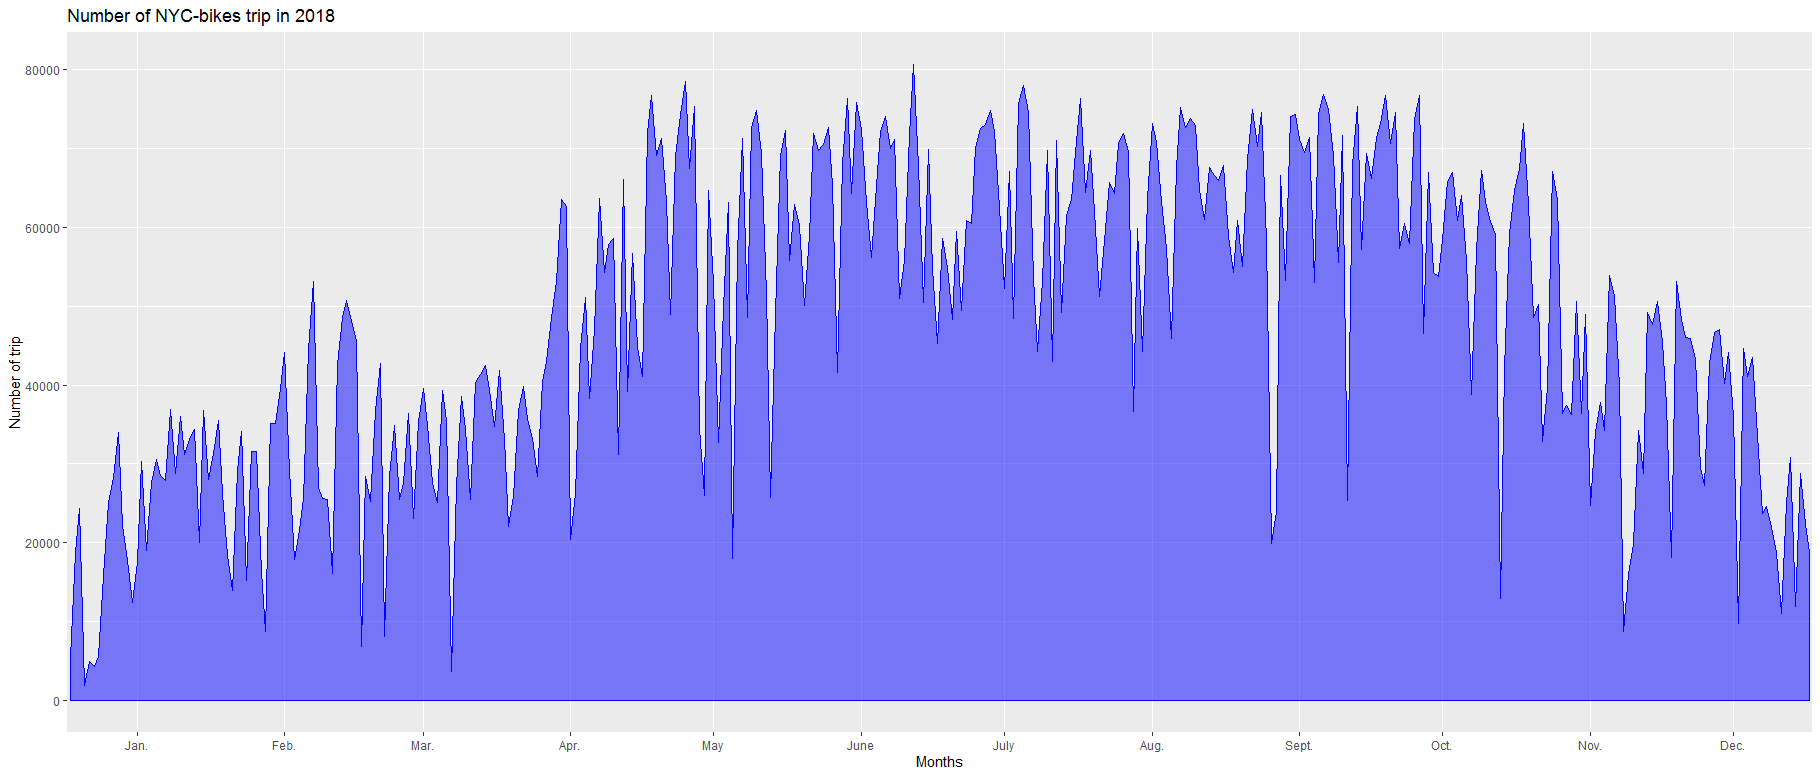 Number of NYC-bikes trip in 2018
80000
60000
40000
20000
0
Number of trip
Jan. Feb. Mar. Apr. May June July Aug. Sept. Oct. Nov. Dec.
Months